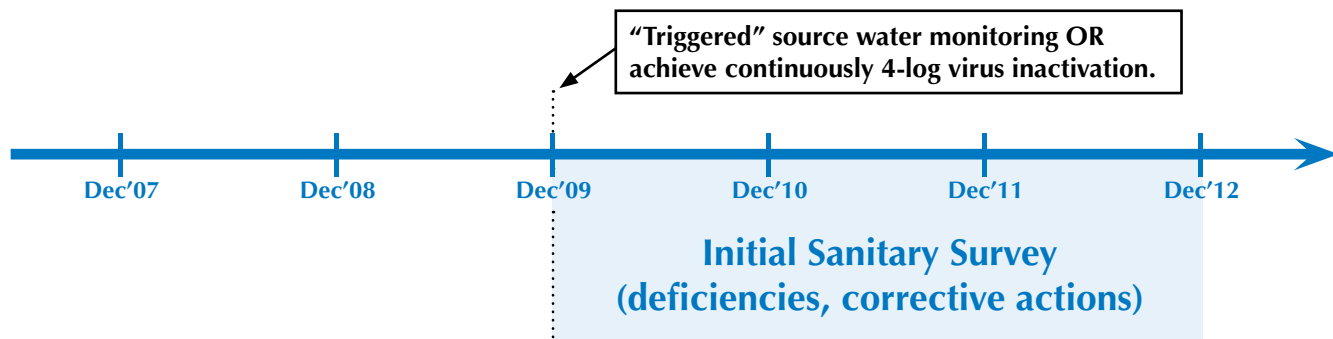 “Triggered” source water monitoring OR
achieve continuously 4-log virus inactivation.
Dec’07 Dec’08 Dec’09 Dec’10 Dec’11 Dec’12
Initial Sanitary Survey
(deficiencies, corrective actions)